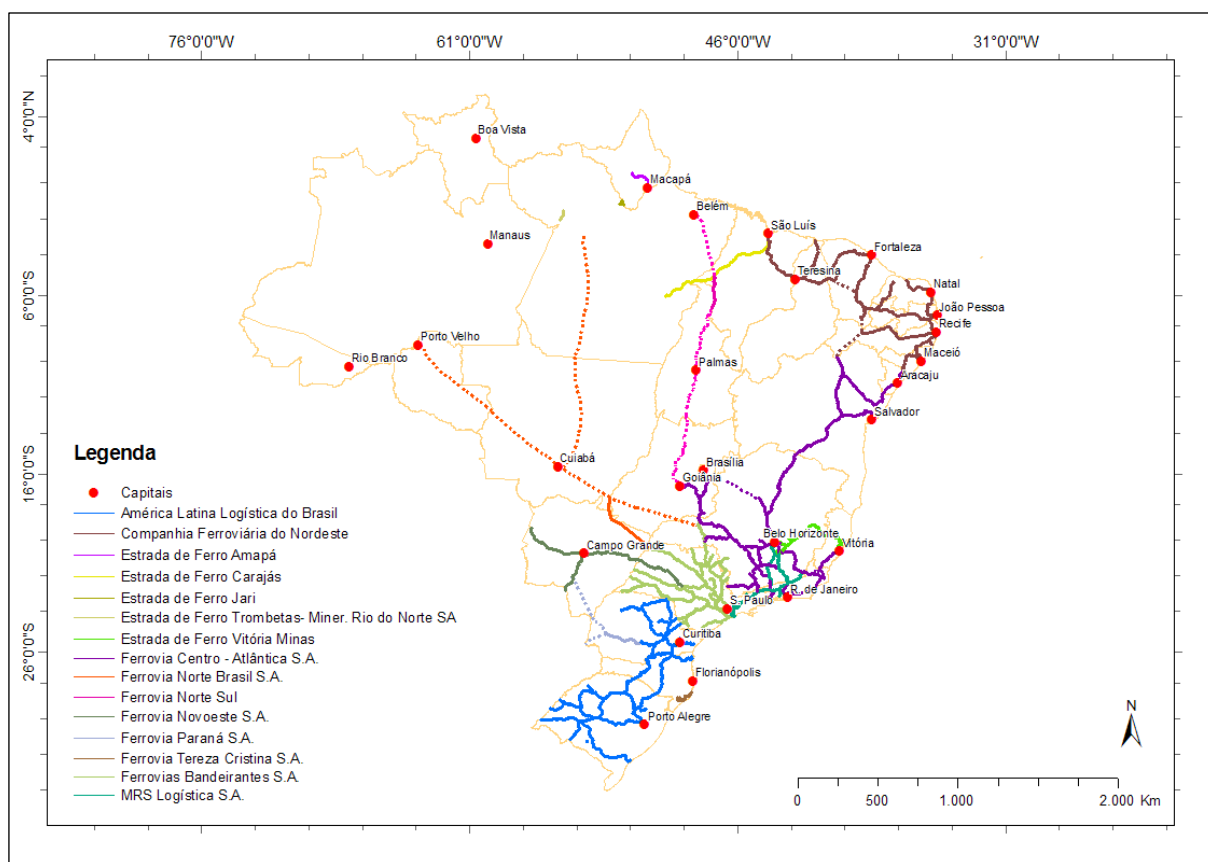 76°0'0"W
61°0'0"W
46°0'0"W
31°0'0"W
4°0'0"N
6°0'0"S
16°0'0"S
26°0'0"S
Boa Vista
Macapá
Belém
São Luís
Manaus
Fortaleza
Teresina
Natal
João Pessoa
Recife
Porto Velho
Rio Branco
Palmas
Maceió
Aracaju
Salvador
Cuiabá
Brasília
Goiânia
Belo Horizonte
Vitória
Campo Grande
R. de Janeiro
S. Paulo
Curitiba
Florianópolis
Porto Alegre
Legenda
Capitais
América Latina Logística do Brasil
Companhia Ferroviária do Nordeste
Estrada de Ferro Amapá
Estrada de Ferro Carajás
Estrada de Ferro Jari
Estrada de Ferro Trombetas- Miner. Rio do Norte SA
Estrada de Ferro Vitória Minas
Ferrovia Centro - Atlântica S.A.
Ferrovia Norte Brasil S.A.
Ferrovia Norte Sul
Ferrovia Novoeste S.A.
Ferrovia Paraná S.A.
Ferrovia Tereza Cristina S.A.
Ferrovias Bandeirantes S.A.
MRS Logística S.A.
N
0 500 1.000 2.000 Km